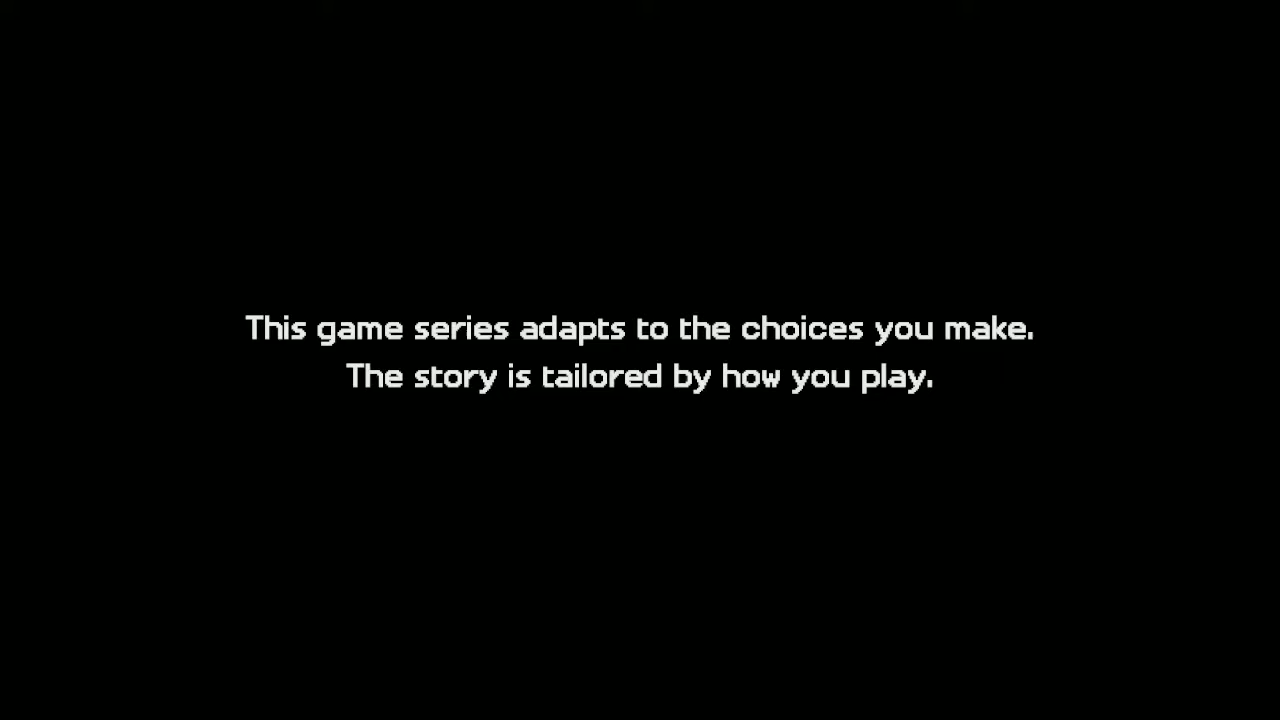 This game series adapts to the choices you make.
The story is tailored by how you play.